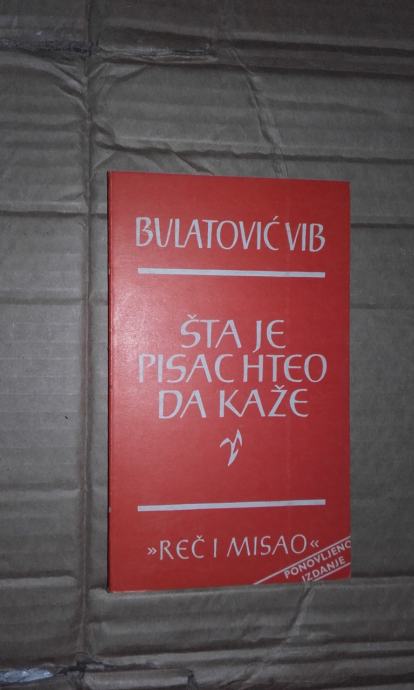 BULATOVIĆ VIB
ŠTA JE
PISAC HTEO
DA KAŽE
»REČ I MISAO«
PONOVLJENO
IZDANJE